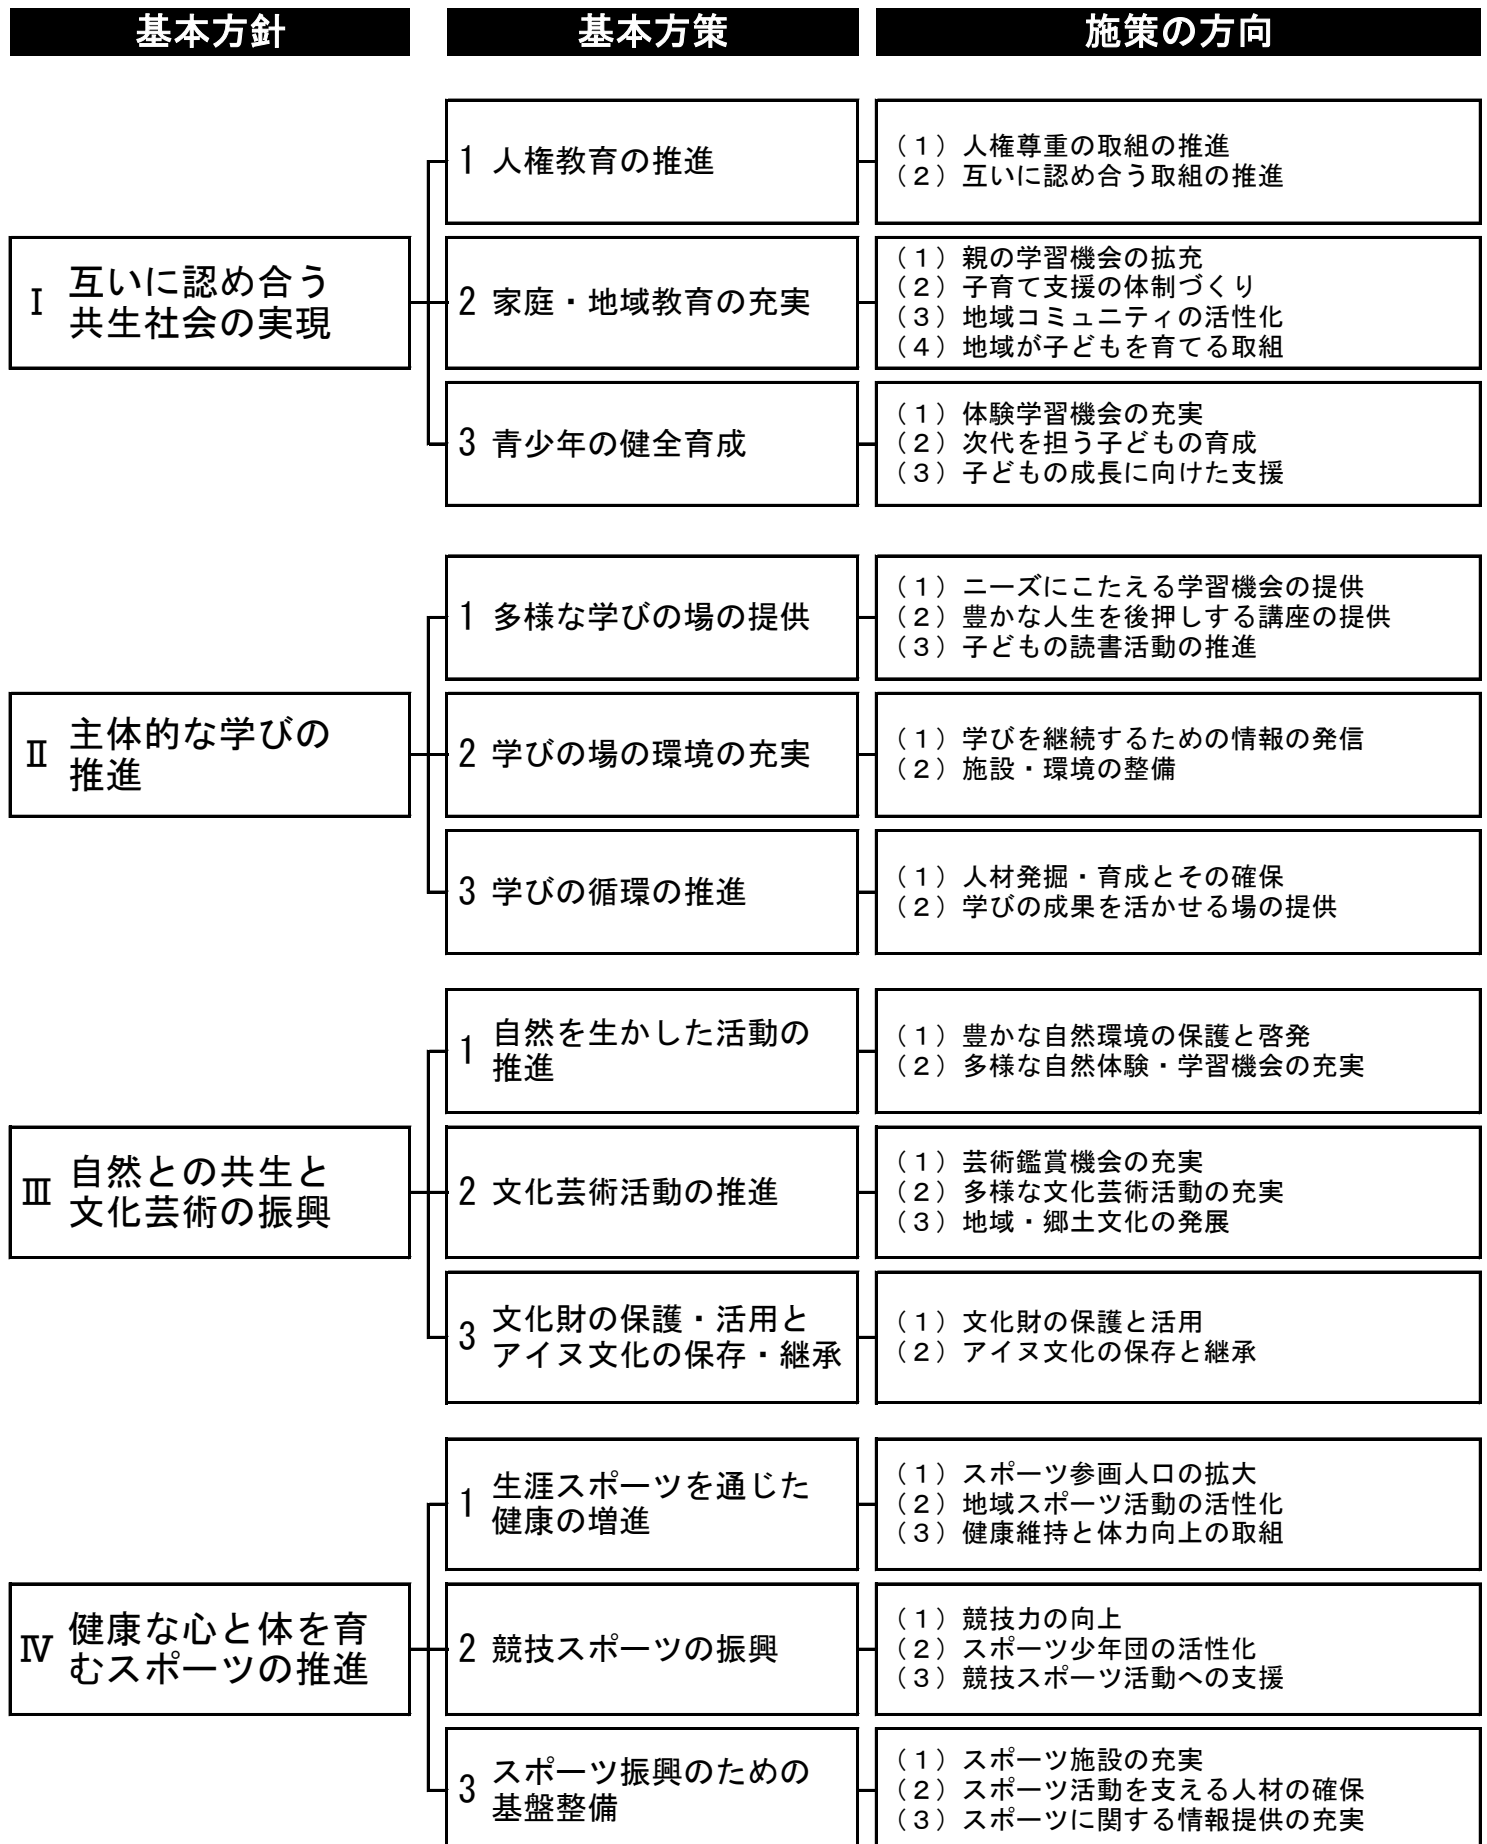 基本方針
基本方策
施策の方向
Ⅰ 互いに認め合う
共生社会の実現
1 人権教育の推進
（1）人権尊重の取組の推進
（2）互いに認め合う取組の推進
2 家庭・地域教育の充実
（1）親の学習機会の拡充
（2）子育て支援の体制づくり
（3）地域コミュニティの活性化
（4）地域が子どもを育てる取組
3 青少年の健全育成
（1）体験学習機会の充実
（2）次代を担う子どもの育成
（3）子どもの成長に向けた支援
Ⅱ 主体的な学びの
推進
1 多様な学びの場の提供
（1）ニーズにこたえる学習機会の提供
（2）豊かな人生を後押しする講座の提供
（3）子どもの読書活動の推進
2 学びの場の環境の充実
（1）学びを継続するための情報の発信
（2）施設・環境の整備
3 学びの循環の推進
（1）人材発掘・育成とその確保
（2）学びの成果を活かせる場の提供
Ⅲ 自然との共生と
文化芸術の振興
1 自然を生かした活動の
推進
（1）豊かな自然環境の保護と啓発
（2）多様な自然体験・学習機会の充実
2 文化芸術活動の推進
（1）芸術鑑賞機会の充実
（2）多様な文化芸術活動の充実
（3）地域・郷土文化の発展
3 文化財の保護・活用と
アイヌ文化の保存・継承
（1）文化財の保護と活用
（2）アイヌ文化の保存と継承
Ⅳ 健康な心と体を育
むスポーツの推進
1 生涯スポーツを通じた
健康の増進
（1）スポーツ参画人口の拡大
（2）地域スポーツ活動の活性化
（3）健康維持と体力向上の取組
2 競技スポーツの振興
（1）競技力の向上
（2）スポーツ少年団の活性化
（3）競技スポーツ活動への支援
3 スポーツ振興のための
基盤整備
（1）スポーツ施設の充実
（2）スポーツ活動を支える人材の確保
（3）スポーツに関する情報提供の充実